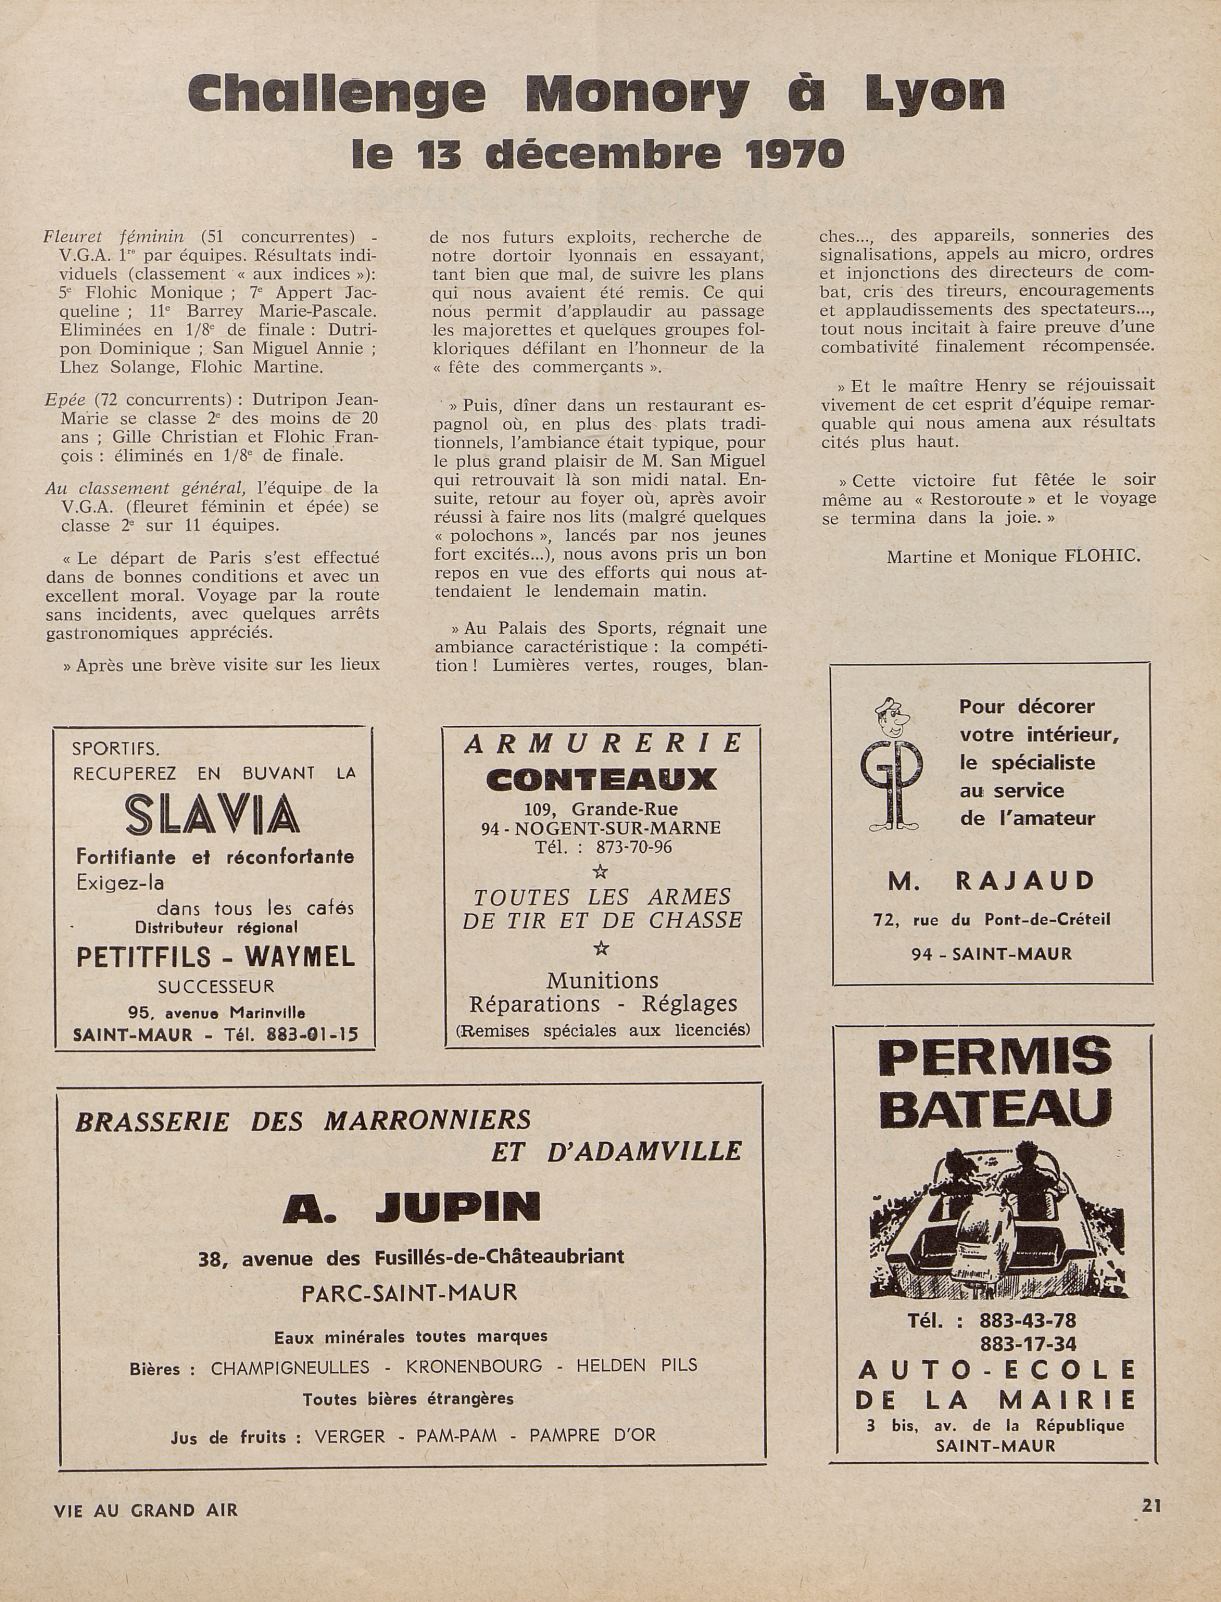 Challenge Monory à Lyon
le 13 décembre 1970
Fleuret féminin (51 concurrentes) -
V.G.A. 1re par équipes. Résultats indi-
viduels (classement « aux indices »):
5e Flohic Monique ; 7e Appert Jac-
queline ; 11e Barrey Marie-Pascale.
Eliminées en 1/8e de finale : Dutri-
pon Dominique ; San Miguel Annie ;
Lhez Solange, Flohic Martine.
Epée (72 concurrents) : Dutripon Jean-
Marie se classe 2e des moins de 20
ans ; Gille Christian et Flohic Fran-
çois : éliminés en 1/8e de finale.
Au classement général, l'équipe de la
V.G.A. (fleuret féminin et épée) se
classe 2e sur 11 équipes.
« Le départ de Paris s'est effectué
dans de bonnes conditions et avec un
excellent moral. Voyage par la route
sans incidents, avec quelques arrêts
gastronomiques appréciés.
» Après une brève visite sur les lieux
de nos futurs exploits, recherche de
notre dortoir lyonnais en essayant,
tant bien que mal, de suivre les plans
qui nous avaient été remis. Ce qui
nous permit d'applaudir au passage
les majorettes et quelques groupes fol-
kloriques défilant en l'honneur de la
« fête des commerçants ».
» Puis, dîner dans un restaurant es-
pagnol où, en plus des plats tradi-
tionnels, l'ambiance était typique, pour
le plus grand plaisir de M. San Miguel
qui retrouvait là son midi natal. En-
suite, retour au foyer où, après avoir
réussi à faire nos lits (malgré quelques
« polochons », lancés par nos jeunes
fort excités...), nous avons pris un bon
repos en vue des efforts qui nous at-
tendaient le lendemain matin.
» Au Palais des Sports, régnait une
ambiance caractéristique : la compéti-
tion ! Lumières vertes, rouges, blan-
ches..., des appareils, sonneries des
signalisations, appels au micro, ordres
et injonctions des directeurs de com-
bat, cris des tireurs, encouragements
et applaudissements des spectateurs...,
tout nous incitait à faire preuve d'une
combativité finalement récompensée.
» Et le maître Henry se réjouissait
vivement de cet esprit d'équipe remar-
quable qui nous amena aux résultats
cités plus haut.
» Cette victoire fut fêtée le soir
même au « Restoroute » et le voyage
se termina dans la joie. »
Martine et Monique FLOHIC.
SPORTIFS.
RECUPEREZ EN BUVANT LA
SLAVIA
Fortifiante et réconfortante
Exigez-la
dans tous les cafés
Distributeur régional
PETITFILS - WAYMEL
SUCCESSEUR
95, avenue Marinville
SAINT-MAUR - Tél. 883-01-15
ARMURERIE
CONTEAUX
109, Grande-Rue
94 - NOGENT-SUR-MARNE
Tél. : 873-70-96
TOUTES LES ARMES
DE TIR ET DE CHASSE
Munitions
Réparations - Réglages
(Remises spéciales aux licenciés)
GP
Pour décorer
votre intérieur,
le spécialiste
au service
de l'amateur
M. RAJAUD
72, rue du Pont-de-Créteil
94 - SAINT-MAUR
BRASSERIE DES MARRONNIERS
ET D'ADAMVILLE
A. JUPIN
38, avenue des Fusillés-de-Châteaubriant
PARC-SAINT-MAUR
Eaux minérales toutes marques
Bières : CHAMPIGNEULLES - KRONENBOURG - HELDEN PILS
Toutes bières étrangères
Jus de fruits : VERGER - PAM-PAM - PAMPRE D'OR
PERMIS
BATEAU
Tél. : 883-43-78
883-17-34
AUTO-ECOLE
DE LA MAIRIE
3 bis, av. de la République
SAINT-MAUR
VIE AU GRAND AIR
21